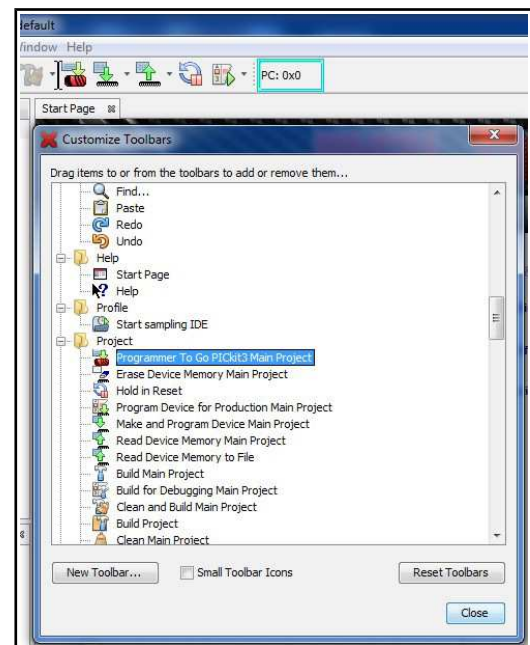 default
Window Help
PC: 0x0
Start Page
Customize Toolbars
Drag items to or from the toolbars to add or remove them...
Find...
Paste
Redo
Undo
Help
Start Page
Help
Profile
Start sampling IDE
Project
Programmer To Go PICkit3 Main Project
Erase Device Memory Main Project
Hold in Reset
Program Device for Production Main Project
Make and Program Device Main Project
Read Device Memory Main Project
Read Device Memory to File
Build Main Project
Build for Debugging Main Project
Clean and Build Main Project
Build Project
Clean Main Project
New Toolbar...
Small Toolbar Icons
Reset Toolbars
Close